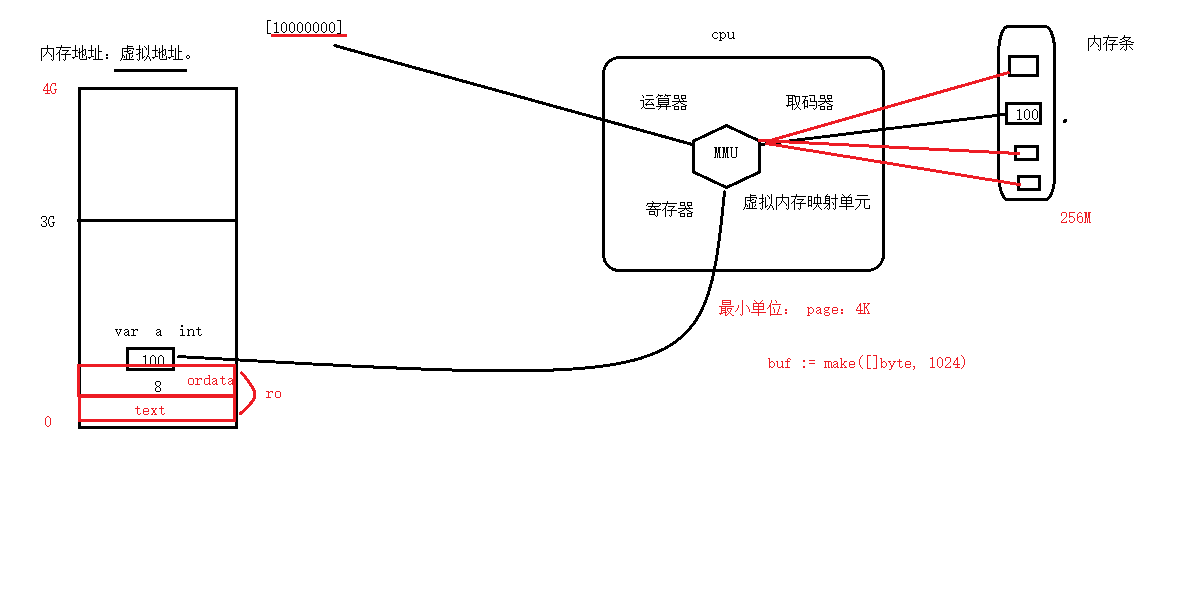 [10000000]
cpu
内存条
内存地址：虚拟地址。
4G
运算器
取码器
100
MMU
寄存器
虚拟内存映射单元
3G
256M
最小单位： page：4K
var a int
100
buf := make([]byte, 1024)
ordata
8
ro
text
0